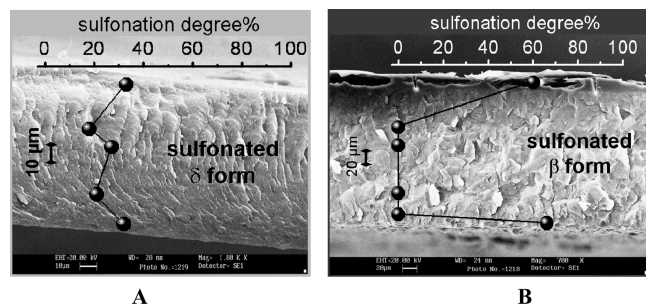 sulfonation degree%
0 20 40 60 80 100
10 µm
sulfonated
δ form
EHT=20.00 kV WD= 28 mm Mag= 1.80 K X
10µm Photo No.=1219 Detector= SE1
A
sulfonation degree%
0 20 40 60 80 100
20 µm
sulfonated
β form
EHT=20.00 kV WD= 24 mm Mag= 700 X
20µm Photo No.=1218 Detector= SE1
B